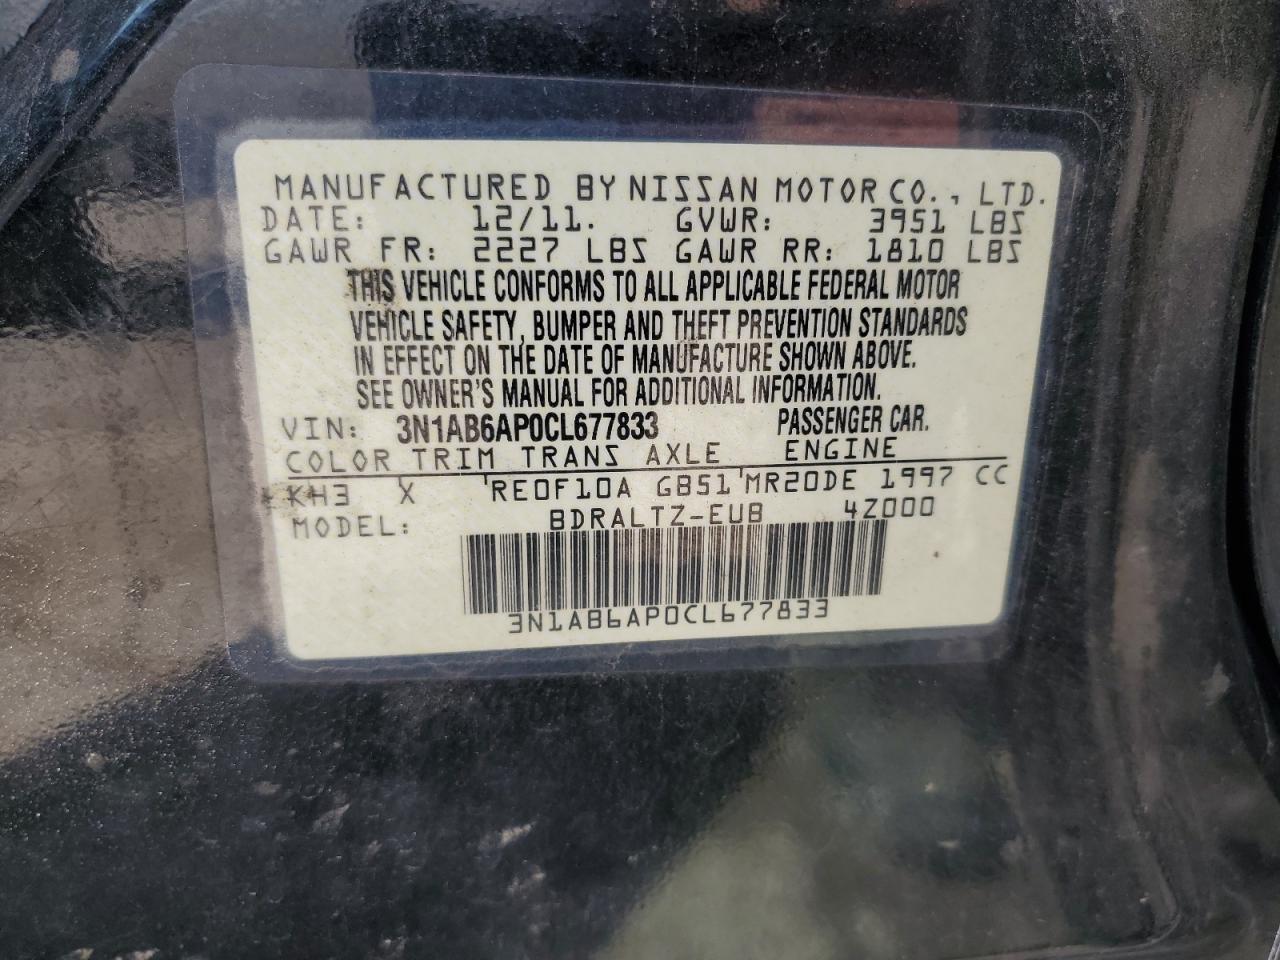 MANUFACTURED BY NISSAN MOTOR CO., LTD.
DATE: 12/11. GVWR: 3951 LBS
GAWR FR: 2227 LBS GAWR RR: 1810 LBS
THIS VEHICLE CONFORMS TO ALL APPLICABLE FEDERAL MOTOR
VEHICLE SAFETY, BUMPER AND THEFT PREVENTION STANDARDS
IN EFFECT ON THE DATE OF MANUFACTURE SHOWN ABOVE.
SEE OWNER'S MANUAL FOR ADDITIONAL INFORMATION.
VIN: 3N1AB6AP0CL677833 PASSENGER CAR.
COLOR TRIM TRANS AXLE ENGINE
KH3 X RE0F10A GB51 MR20DE 1997 CC
MODEL: BDRALTZ-EUB 4Z000
3N1AB6AP0CL677833